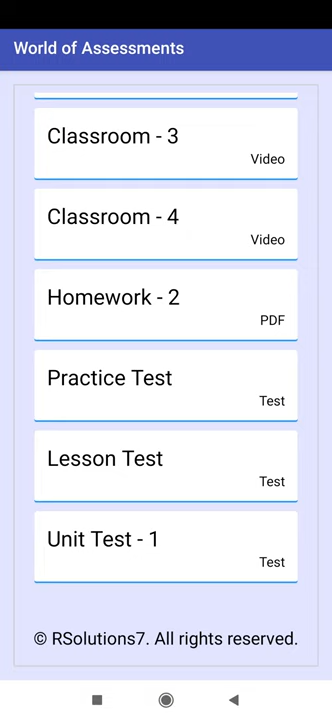 World of Assessments
Classroom - 3
Video
Classroom - 4
Video
Homework - 2
PDF
Practice Test
Test
Lesson Test
Test
Unit Test - 1
Test
© RSolutions7. All rights reserved.